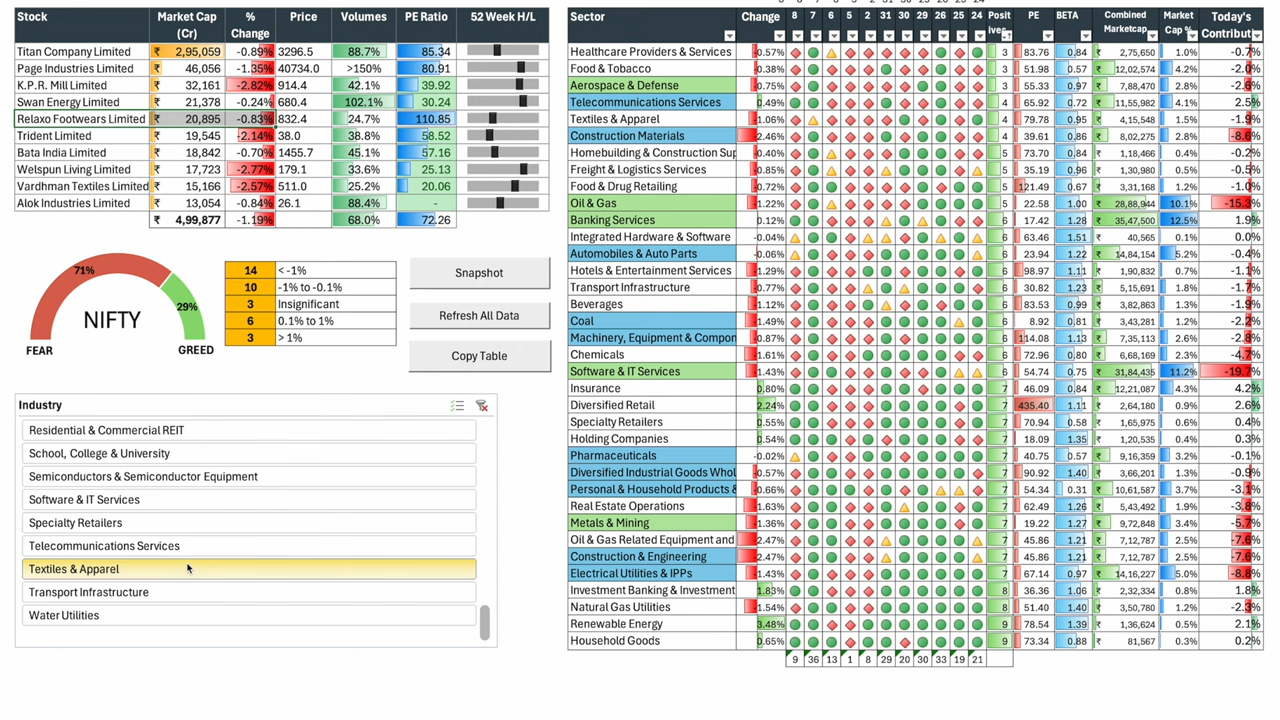 Stock Market Cap (Cr) % Change Price Volumes PE Ratio 52 Week H/L
Titan Company Limited ₹ 2,95,059 -0.89% 3296.5 88.7% 85.34
Page Industries Limited ₹ 46,056 -1.35% 40734.0 >150% 80.91
K.P.R. Mill Limited ₹ 32,161 -2.82% 914.4 42.1% 39.92
Swan Energy Limited ₹ 21,378 -0.24% 680.4 102.1% 30.24
Relaxo Footwears Limited ₹ 20,895 -0.83% 832.4 24.7% 110.85
Trident Limited ₹ 19,545 -2.14% 38.0 38.8% 58.52
Bata India Limited ₹ 18,842 -0.70% 1455.7 45.1% 57.16
Welspun Living Limited ₹ 17,723 -2.77% 179.1 33.6% 25.13
Vardhman Textiles Limited ₹ 15,166 -2.57% 511.0 25.2% 20.06
Alok Industries Limited ₹ 13,054 -0.84% 26.1 88.4% -
₹ 4,99,877 -1.19% 68.0% 72.26
71%
29%
NIFTY
FEAR GREED
14 < -1%
10 -1% to -0.1%
3 Insignificant
6 0.1% to 1%
3 > 1%
Snapshot
Refresh All Data
Copy Table
Industry
Residential & Commercial REIT
School, College & University
Semiconductors & Semiconductor Equipment
Software & IT Services
Specialty Retailers
Telecommunications Services
Textiles & Apparel
Transport Infrastructure
Water Utilities
Sector Change 8 7 6 5 2 31 30 29 26 25 24 Posit ives PE BETA Combined Marketcap Market Cap % Today's Contributi
Healthcare Providers & Services -0.57% 3 83.76 0.84 ₹ 2,75,650 1.0% -0.7%
Food & Tobacco -0.38% 3 51.98 0.57 ₹ 12,02,574 4.2% -2.0%
Aerospace & Defense -0.75% 3 55.33 0.97 ₹ 7,88,470 2.8% -2.6%
Telecommunications Services 0.49% 4 65.92 0.72 ₹ 11,55,982 4.1% 2.5%
Textiles & Apparel -1.06% 4 79.78 0.95 ₹ 4,15,548 1.5%
Construction Materials -2.46% 4 39.61 0.86 ₹ 8,02,275 2.8% -8.6%
Homebuilding & Construction Sup -0.40% 5 73.70 0.84 ₹ 1,18,466 0.4% -0.2%
Freight & Logistics Services -0.85% 5 35.19 0.96 ₹ 1,30,980 0.5% -0.5%
Food & Drug Retailing -0.72% 5 121.49 0.67 ₹ 3,31,168 1.2% -1.0%
Oil & Gas -1.22% 5 22.58 1.00 ₹ 28,88,944 10.1% -15.3%
Banking Services 0.12% 6 17.42 1.28 ₹ 35,47,500 12.5% 1.9%
Integrated Hardware & Software -0.04% 6 63.46 1.51 ₹ 40,565 0.1% 0.0%
Automobiles & Auto Parts -0.06% 6 23.94 1.22 ₹ 14,84,154 5.2% -0.4%
Hotels & Entertainment Services -1.29% 6 98.97 1.11 ₹ 1,90,832 0.7% -1.1%
Transport Infrastructure -0.77% 6 30.82 1.23 ₹ 5,15,691 1.8% -1.7%
Beverages -1.12% 6 83.53 0.99 ₹ 3,82,863 1.3% -1.9%
Coal -1.49% 6 8.92 0.81 ₹ 3,43,281 1.2% -2.2%
Machinery, Equipment & Compon -0.87% 6 114.08 1.13 ₹ 7,35,113 2.6% -2.8%
Chemicals -1.61% 6 72.96 0.80 ₹ 6,68,169 2.3% -4.7%
Software & IT Services -1.43% 6 54.74 0.75 ₹ 31,84,435 11.2% -19.7%
Insurance 0.80% 7 46.09 0.84 ₹ 12,21,087 4.3% 4.2%
Diversified Retail 2.24% 7 435.40 1.11 ₹ 2,64,180 0.9% 2.6%
Specialty Retailers 0.55% 7 70.94 0.58 ₹ 1,65,975 0.6% 0.4%
Holding Companies 0.54% 7 18.09 1.35 ₹ 1,20,535 0.4% 0.3%
Pharmaceuticals -0.02% 7 40.75 0.57 ₹ 9,16,359 3.2% -0.1%
Diversified Industrial Goods Whol -0.57% 7 90.92 1.40 ₹ 3,66,201 1.3% -0.9%
Personal & Household Products & -0.66% 7 54.34 0.31 ₹ 10,61,587 3.7% -3.1%
Real Estate Operations -1.63% 7 62.49 1.26 ₹ 5,43,492 1.9% -3.8%
Metals & Mining -1.36% 7 19.22 1.27 ₹ 9,72,848 3.4% -5.7%
Oil & Gas Related Equipment and -2.47% 7 45.86 1.21 ₹ 7,12,787 2.5% -7.6%
Construction & Engineering -2.47% 7 45.86 1.21 ₹ 7,12,787 2.5% -7.6%
Electrical Utilities & IPPs -1.43% 7 67.14 0.97 ₹ 14,16,227 5.0% -8.8%
Investment Banking & Investment 1.83% 8 36.36 1.06 ₹ 2,32,334 0.8% 1.8%
Natural Gas Utilities -1.54% 8 51.40 1.40 ₹ 3,50,780 1.2% -2.3%
Renewable Energy 3.48% 9 78.54 1.39 ₹ 1,36,624 0.5% 2.1%
Household Goods 0.65% 9 73.34 0.88 ₹ 81,567 0.3% 0.2%
9 36 13 1 8 29 20 30 33 19 21